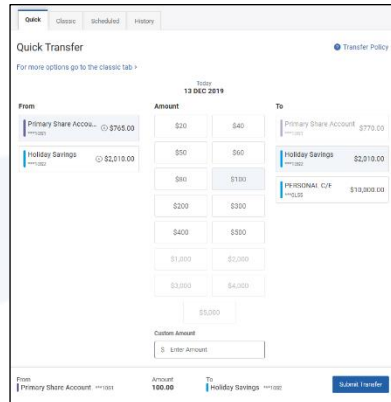 Quick Classic Scheduled History
Quick Transfer
Transfer Policy
For more options go to the classic tab >
Today
13 DEC 2019
From
Primary Share Accou... $765.00
Holiday Savings $2,010.00
Amount
$20 $40
$50 $60
$80 $100
$200 $300
$400 $500
$1,000 $2,000
$3,000 $4,000
$5,000
Custom Amount
$ Enter Amount
To
Primary Share Account $770.00
Holiday Savings $2,010.00
PERSONAL C/E $10,000.00
From Amount To
Primary Share Account 100.00 Holiday Savings
Submit Transfer